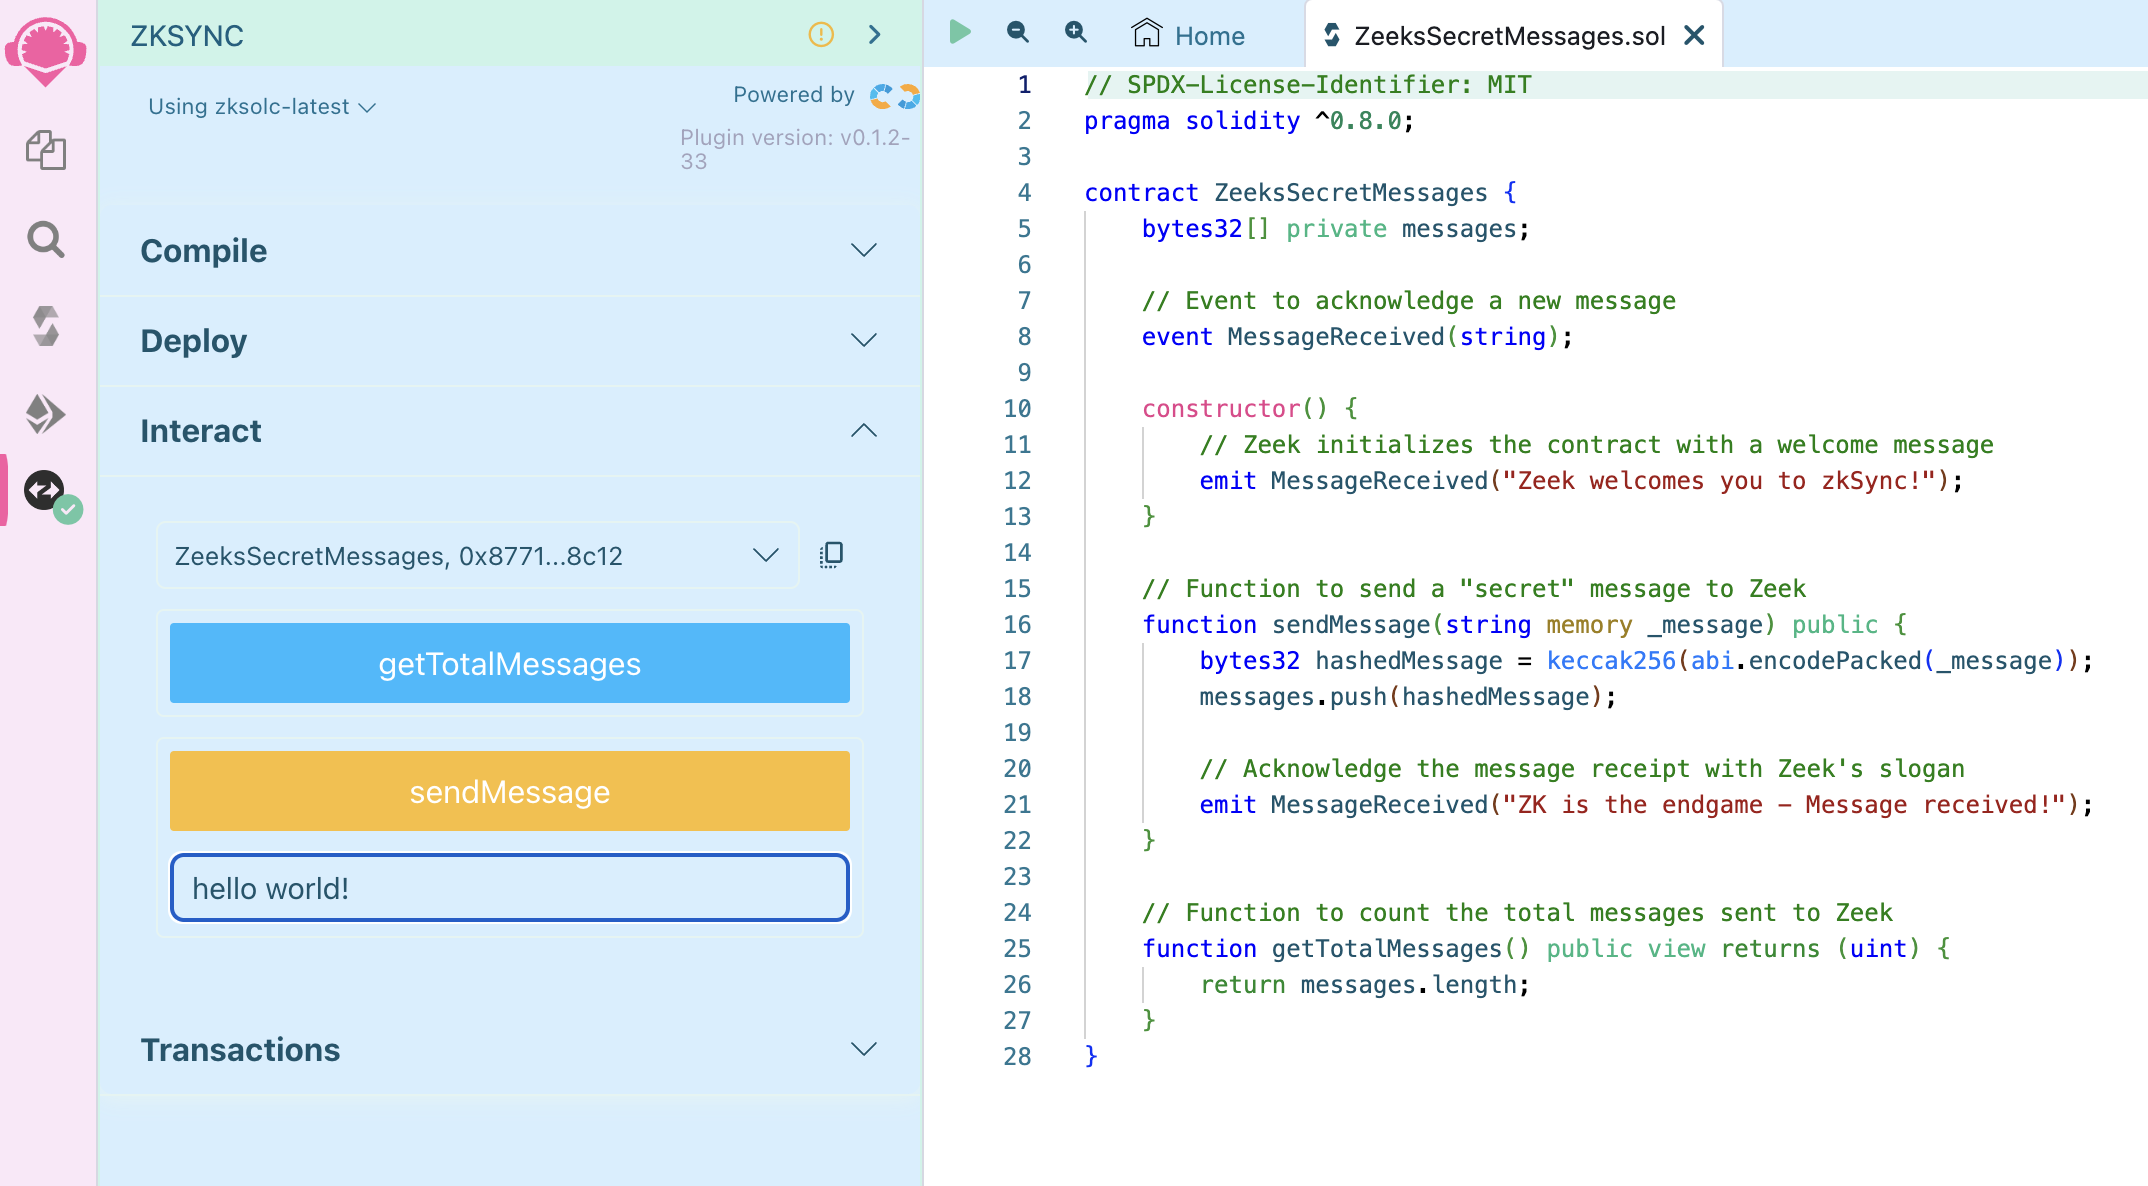 ZKSYNC
Using zksolc-latest
Powered by
Plugin version: v0.1.2-
33
Compile
Deploy
Interact
ZeeksSecretMessages, 0x8771...8c12
getTotalMessages
sendMessage
hello world!
Transactions
Home
ZeeksSecretMessages.sol
1 // SPDX-License-Identifier: MIT
2 pragma solidity ^0.8.0;
3
4 contract ZeeksSecretMessages {
5     bytes32[] private messages;
6
7     // Event to acknowledge a new message
8     event MessageReceived(string);
9
10     constructor() {
11         // Zeek initializes the contract with a welcome message
12         emit MessageReceived("Zeek welcomes you to zkSync!");
13     }
14
15     // Function to send a "secret" message to Zeek
16     function sendMessage(string memory _message) public {
17         bytes32 hashedMessage = keccak256(abi.encodePacked(_message));
18         messages.push(hashedMessage);
19
20         // Acknowledge the message receipt with Zeek's slogan
21         emit MessageReceived("ZK is the endgame - Message received!");
22     }
23
24     // Function to count the total messages sent to Zeek
25     function getTotalMessages() public view returns (uint) {
26         return messages.length;
27     }
28 }